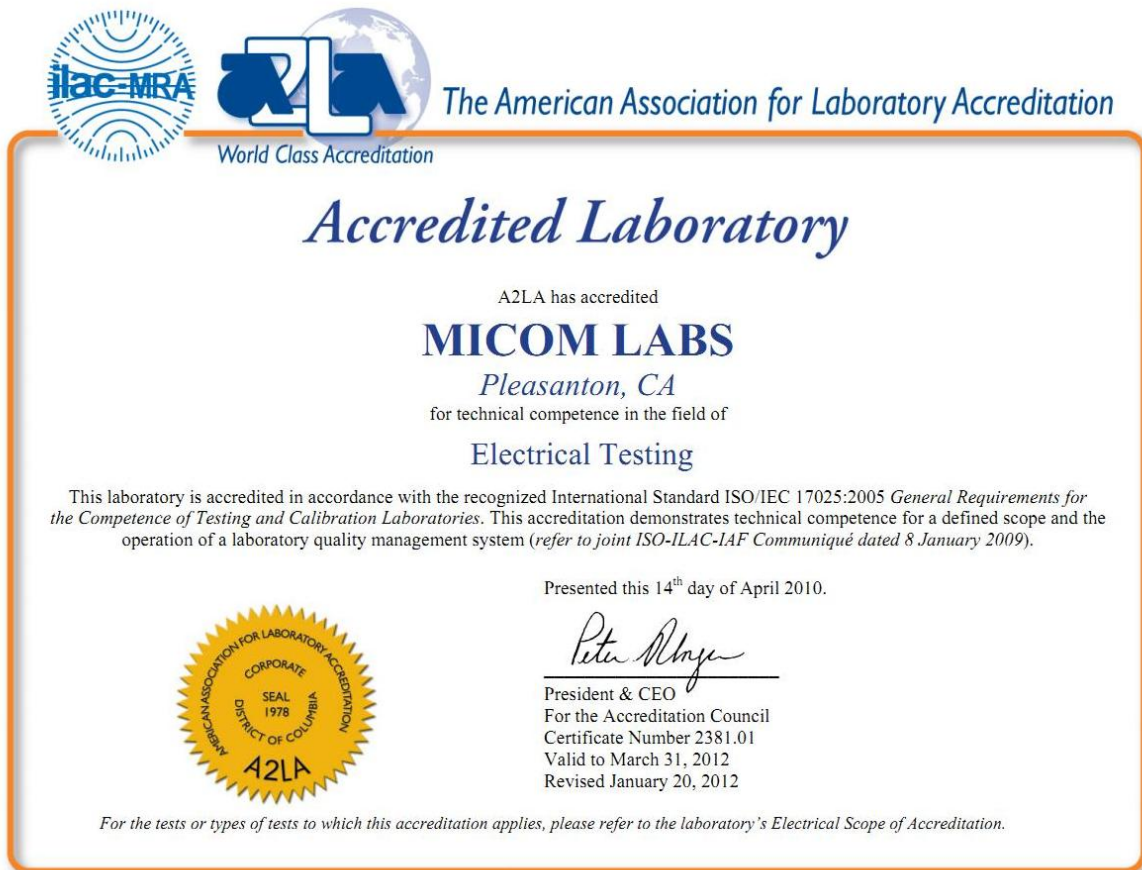 ilac-MRA
a2la
The American Association for Laboratory Accreditation
World Class Accreditation
Accredited Laboratory
A2LA has accredited
MICOM LABS
Pleasanton, CA
for technical competence in the field of
Electrical Testing
This laboratory is accredited in accordance with the recognized International Standard ISO/IEC 17025:2005 General Requirements for
the Competence of Testing and Calibration Laboratories. This accreditation demonstrates technical competence for a defined scope and the
operation of a laboratory quality management system (refer to joint ISO-ILAC-IAF Communiqué dated 8 January 2009).
Presented this 14th day of April 2010.
President & CEO
For the Accreditation Council
Certificate Number 2381.01
Valid to March 31, 2012
Revised January 20, 2012
AMERICAN ASSOCIATION FOR LABORATORY ACCREDITATION
CORPORATE
SEAL
1978
DISTRICT OF COLUMBIA
A2LA
For the tests or types of tests to which this accreditation applies, please refer to the laboratory's Electrical Scope of Accreditation.